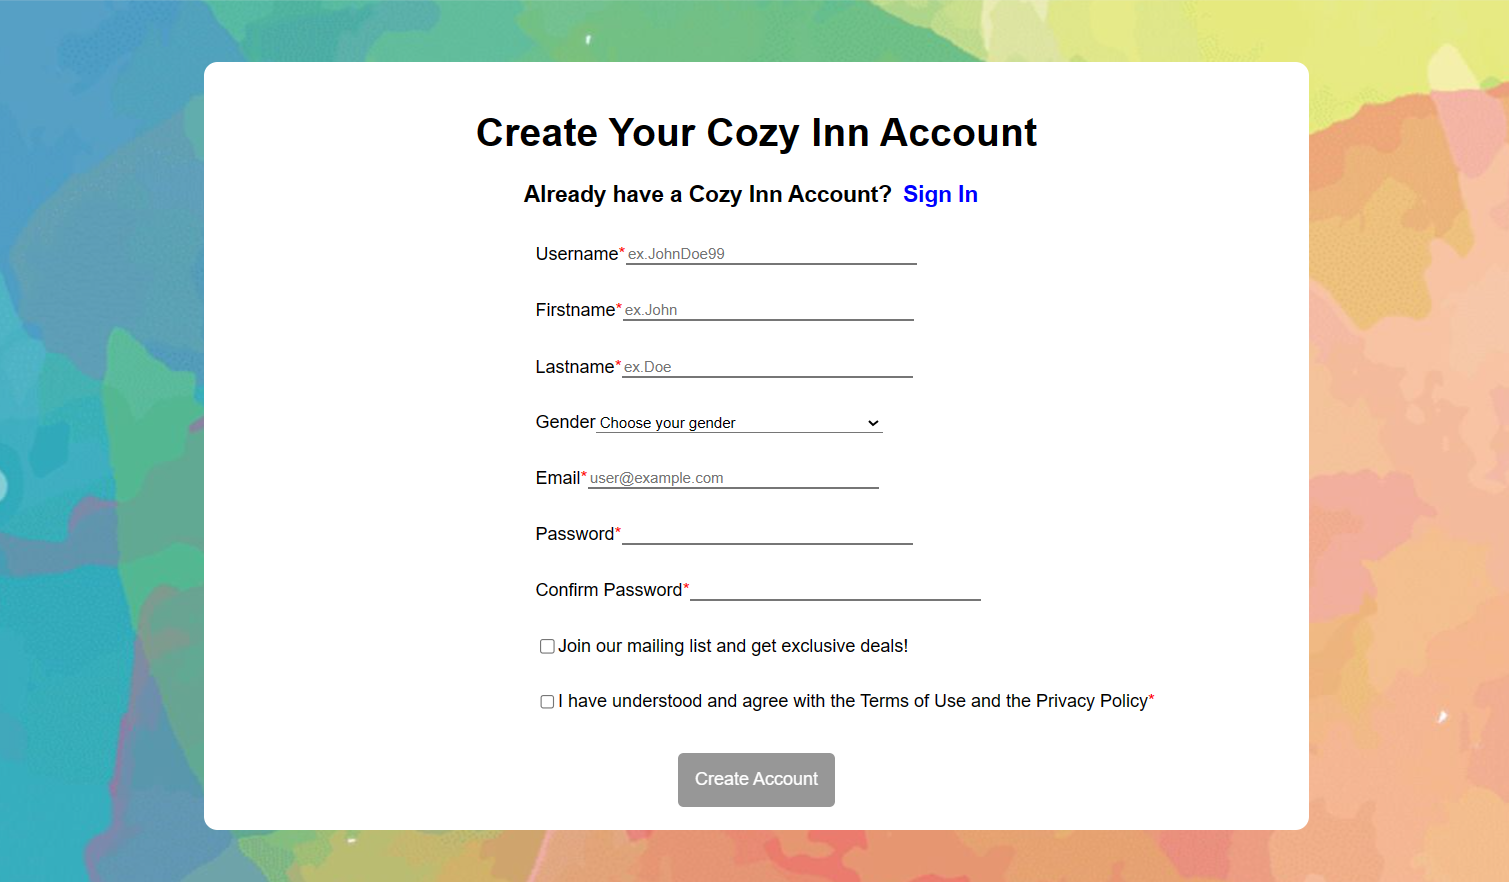 Create Your Cozy Inn Account
Already have a Cozy Inn Account? Sign In
Username*ex.JohnDoe99
Firstname*ex.John
Lastname*ex.Doe
Gender Choose your gender
Email*user@example.com
Password*
Confirm Password*
Join our mailing list and get exclusive deals!
I have understood and agree with the Terms of Use and the Privacy Policy*
Create Account